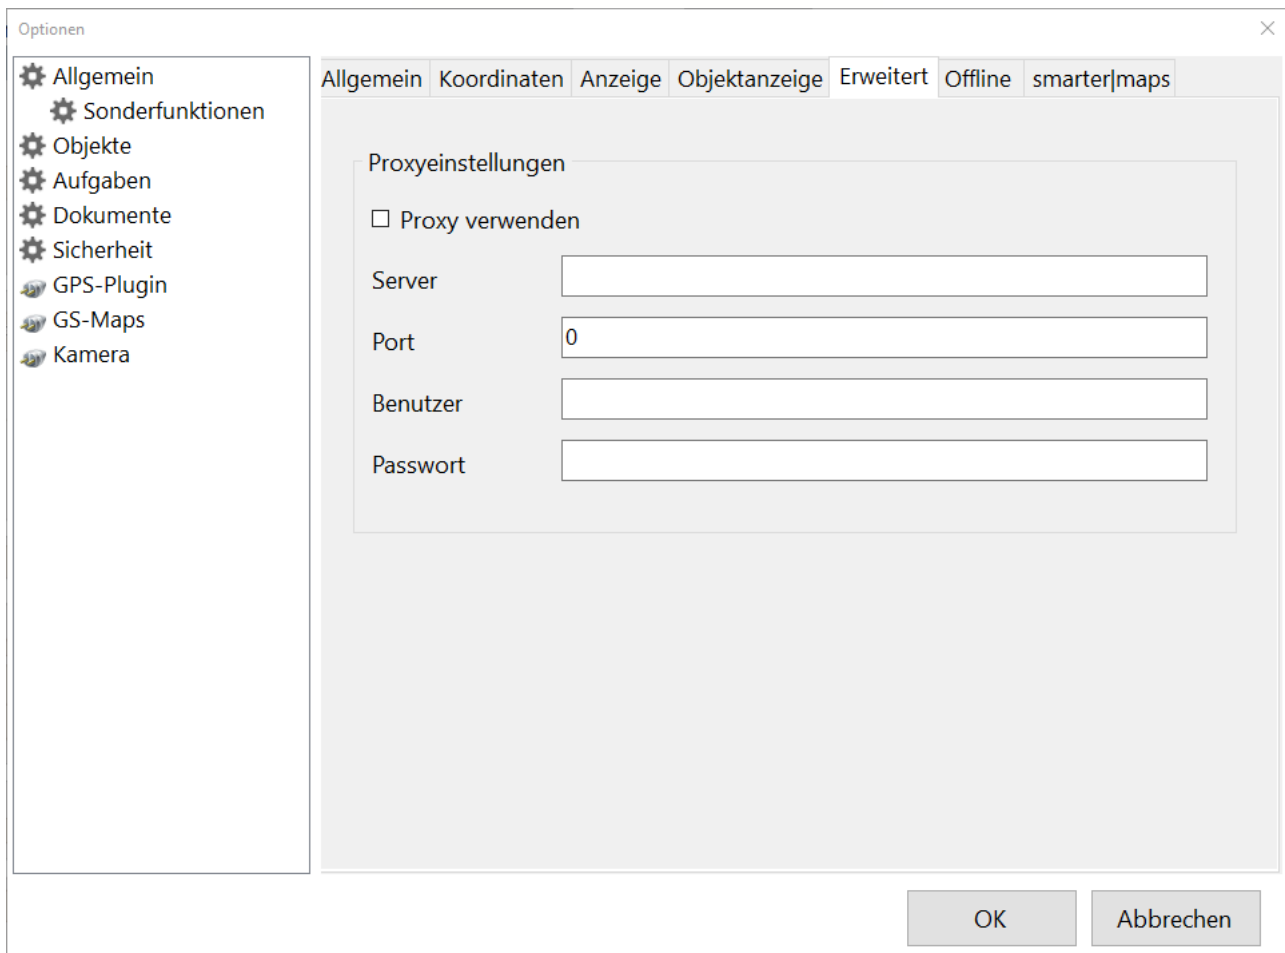 Optionen
Allgemein
Sonderfunktionen
Objekte
Aufgaben
Dokumente
Sicherheit
GPS-Plugin
GS-Maps
Kamera
Allgemein Koordinaten Anzeige Objektanzeige Erweitert Offline smarter|maps
Proxyeinstellungen
Proxy verwenden
Server
Port 0
Benutzer
Passwort
OK Abbrechen